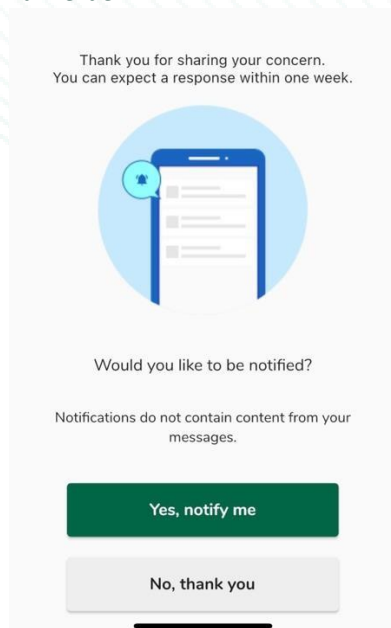 Thank you for sharing your concern.
You can expect a response within one week.
Would you like to be notified?
Notifications do not contain content from your
messages.
Yes, notify me
No, thank you